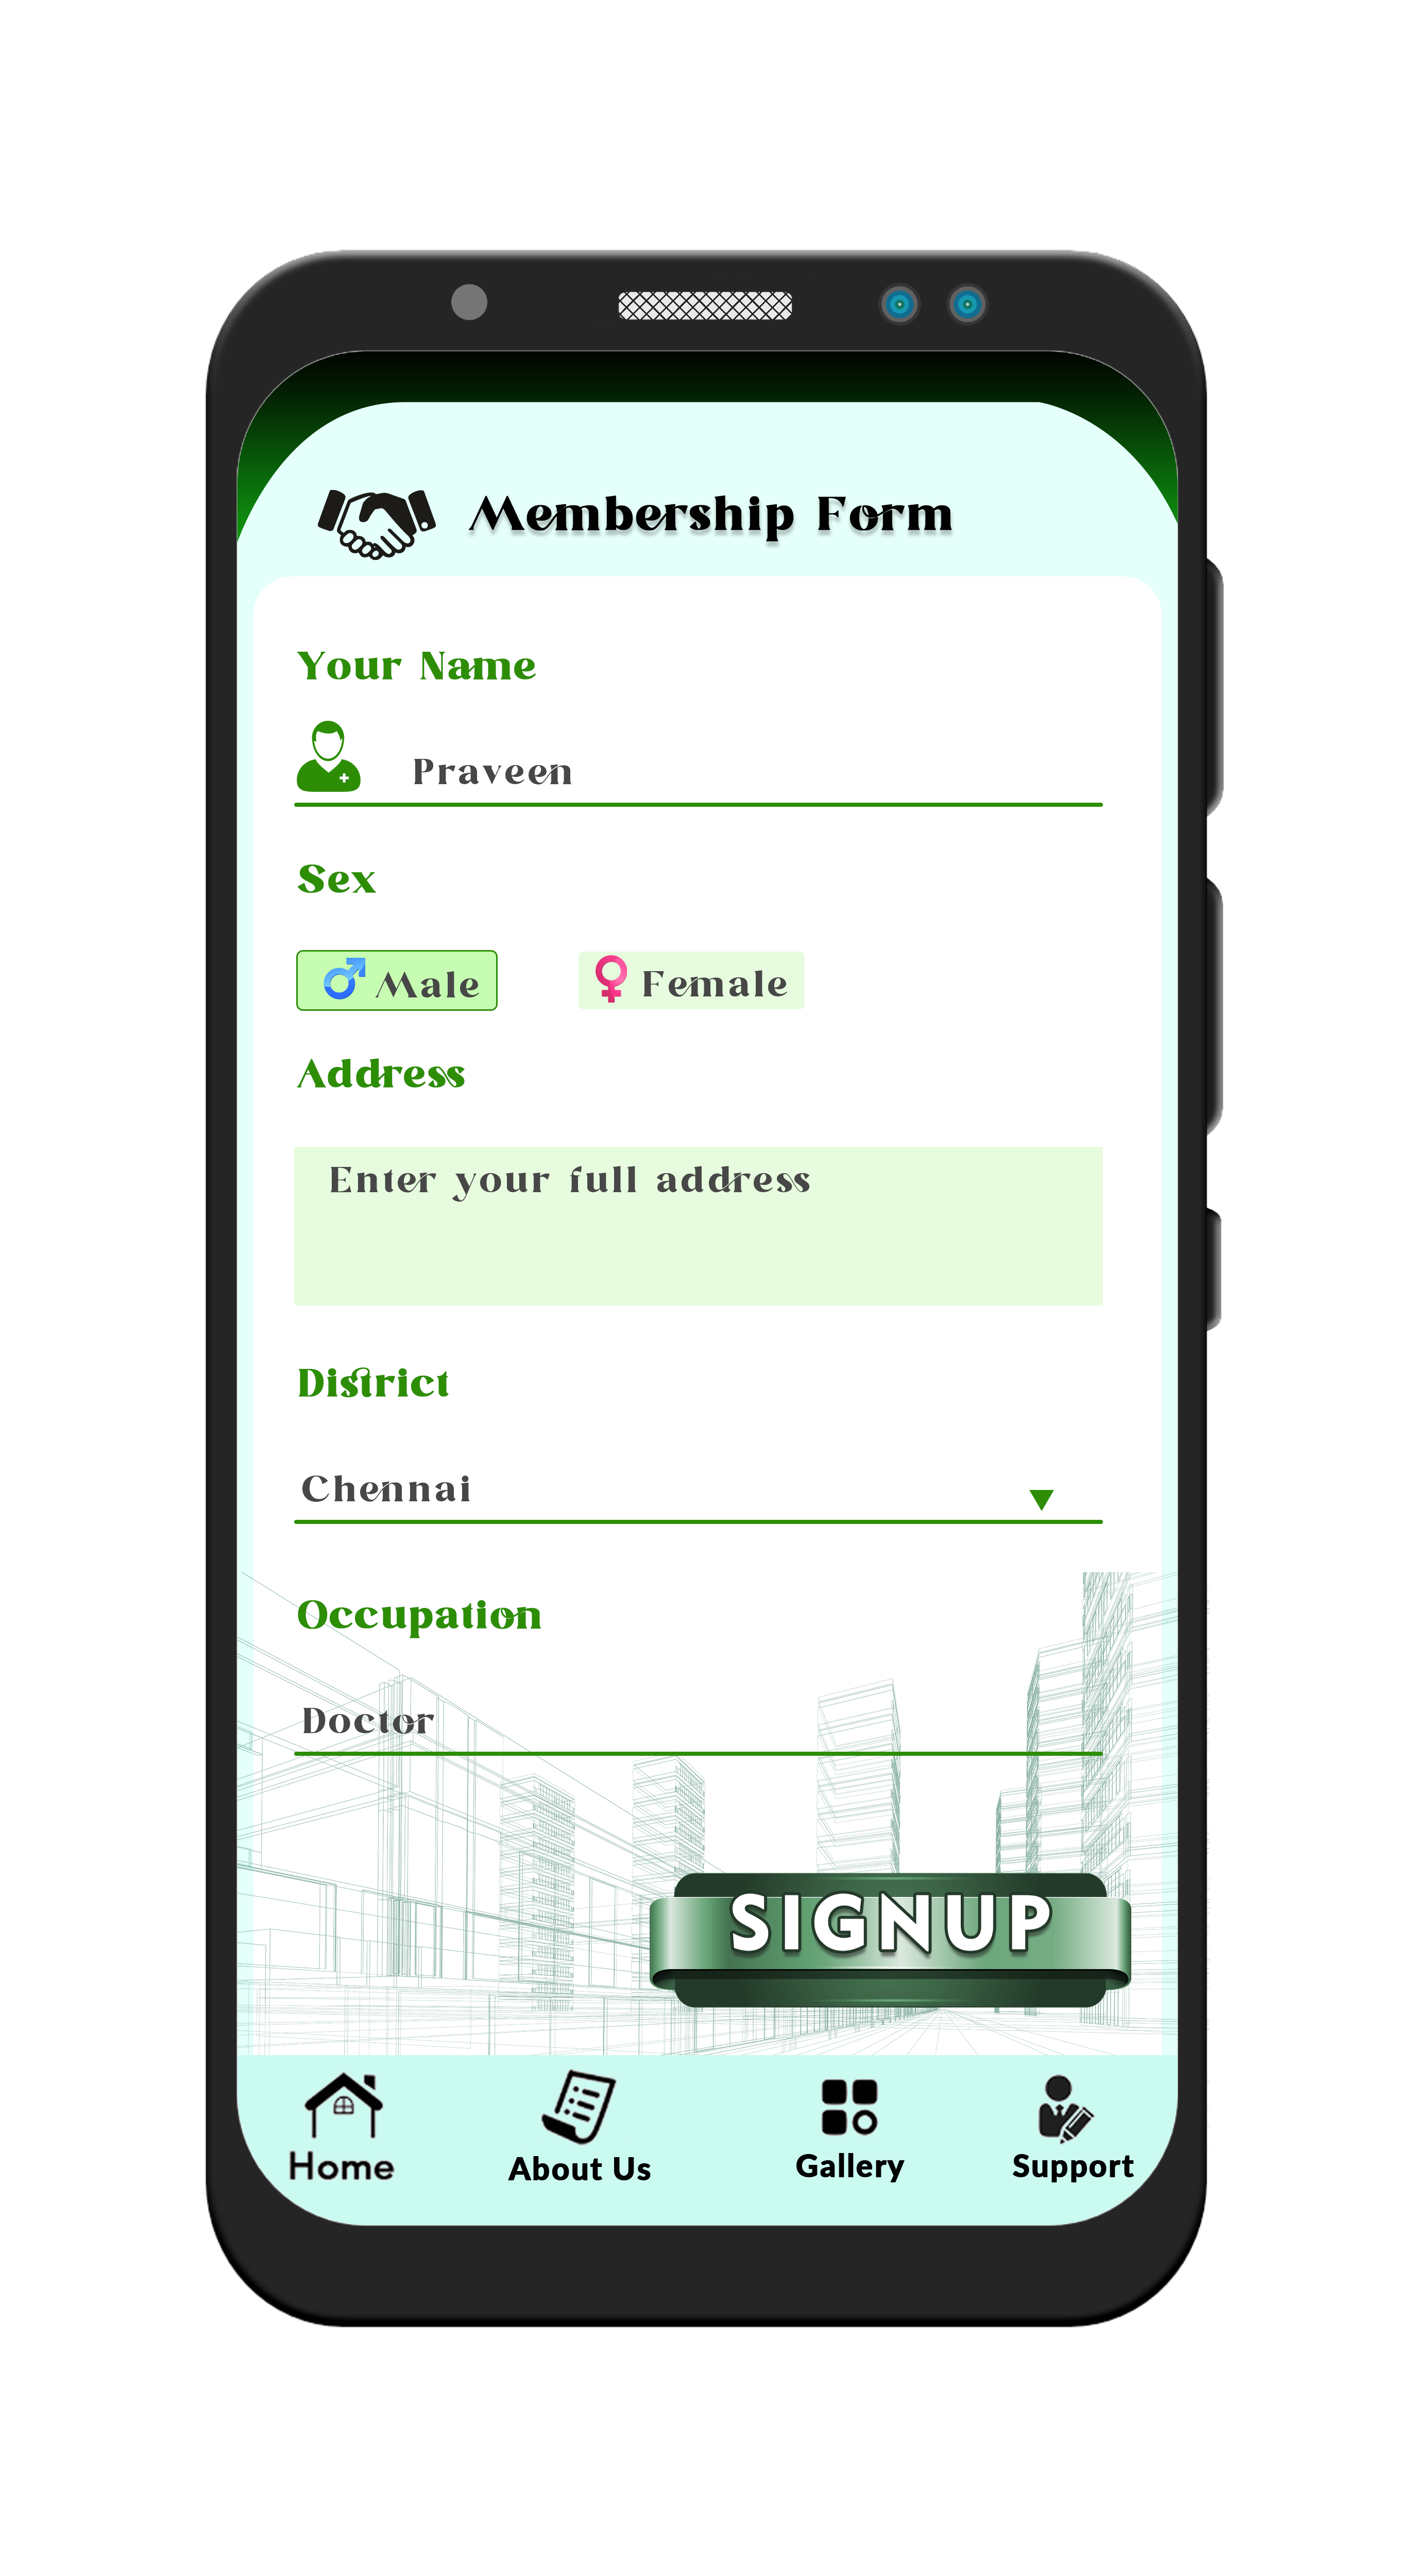 Membership Form
Your Name
Praveen
Sex
Male Female
Address
Enter your full address
District
Chennai
Occupation
Doctor
SIGNUP
Home About Us Gallery Support